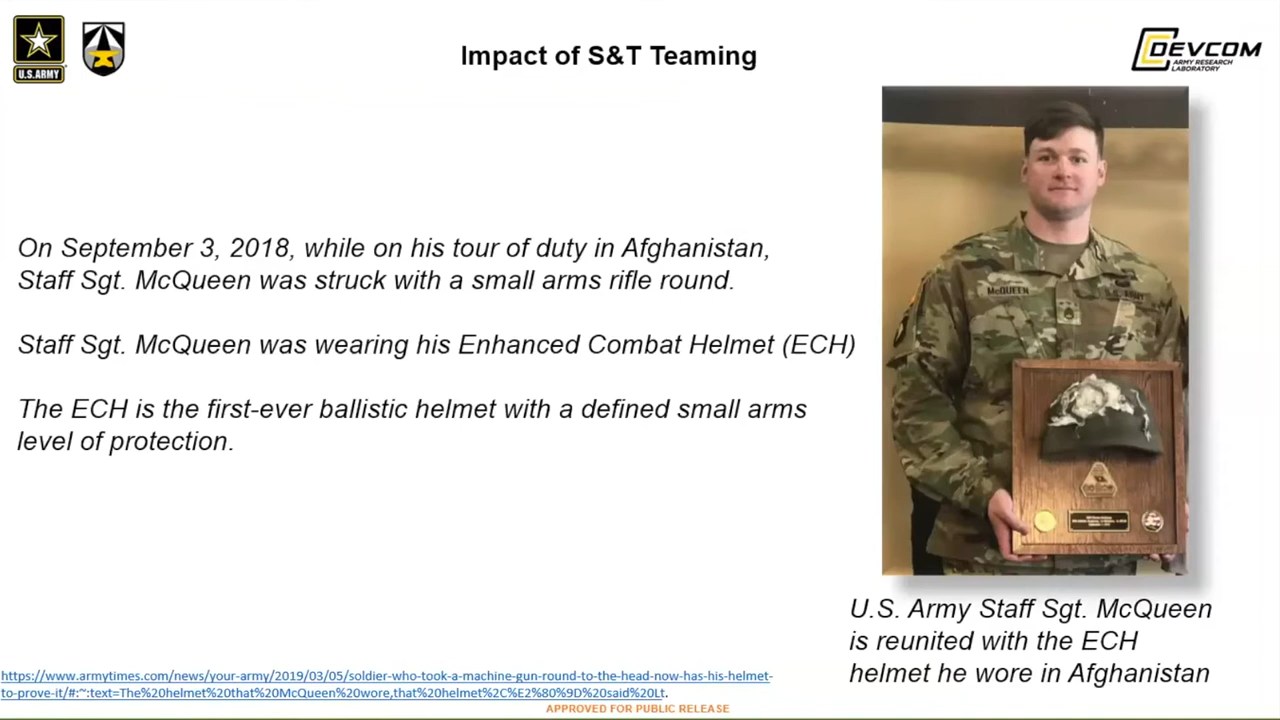 U.S.ARMY
Impact of S&T Teaming
DEVCOM
ARMY RESEARCH
LABORATORY
On September 3, 2018, while on his tour of duty in Afghanistan,
Staff Sgt. McQueen was struck with a small arms rifle round.
Staff Sgt. McQueen was wearing his Enhanced Combat Helmet (ECH)
The ECH is the first-ever ballistic helmet with a defined small arms
level of protection.
McQUEEN
U.S. ARMY
U.S. Army Staff Sgt. McQueen
is reunited with the ECH
helmet he wore in Afghanistan
https://www.armytimes.com/news/your-army/2019/03/05/soldier-who-took-a-machine-gun-round-to-the-head-now-has-his-helmet-
to-prove-it/#:~:text=The%20helmet%20that%20McQueen%20wore,that%20helmet%2C%E2%80%9D%20said%20Lt.
APPROVED FOR PUBLIC RELEASE